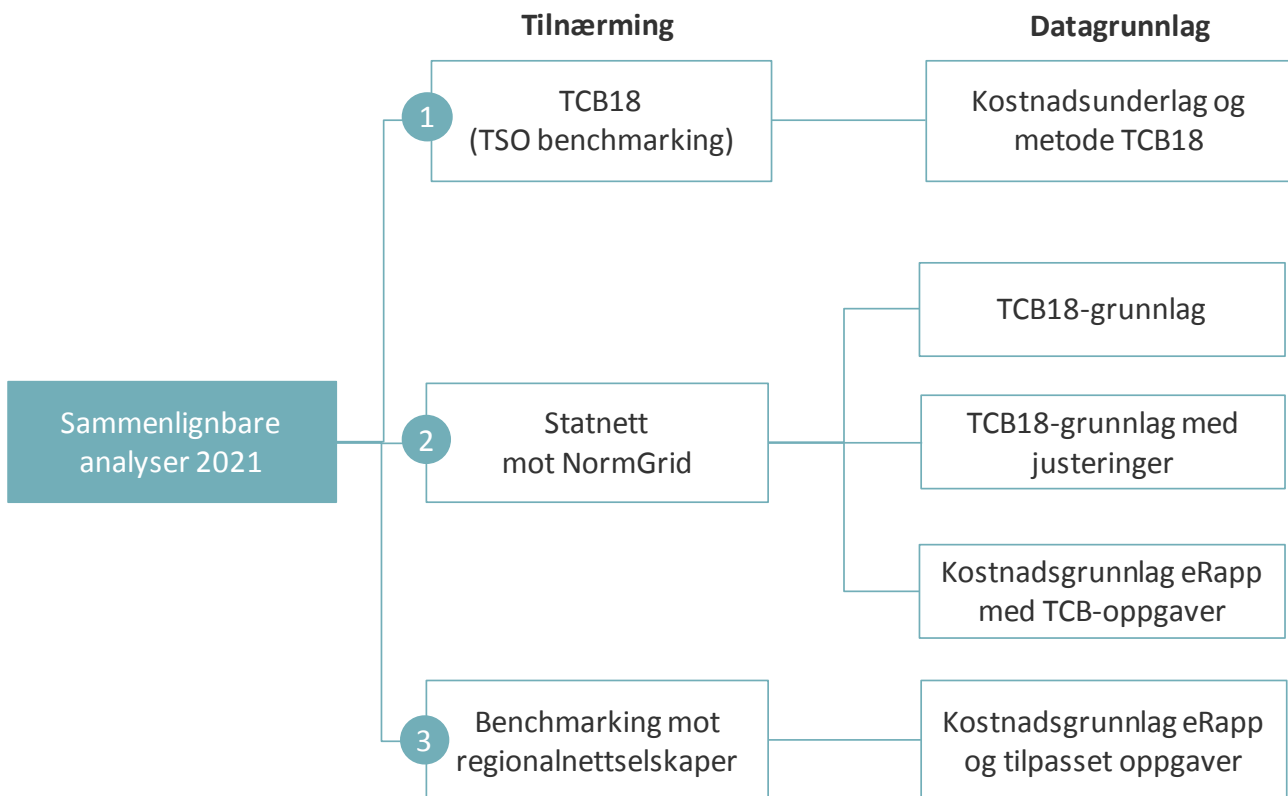 Tilnærming
Datagrunnlag
1
TCB18
(TSO benchmarking)
Kostnadsunderlag og
metode TCB18
Sammenlignbare
analyser 2021
2
Statnett
mot NormGrid
TCB18-grunnlag
TCB18-grunnlag med
justeringer
Kostnadsgrunnlag eRapp
med TCB-oppgaver
3
Benchmarking mot
regionalnettselskaper
Kostnadsgrunnlag eRapp
og tilpasset oppgaver